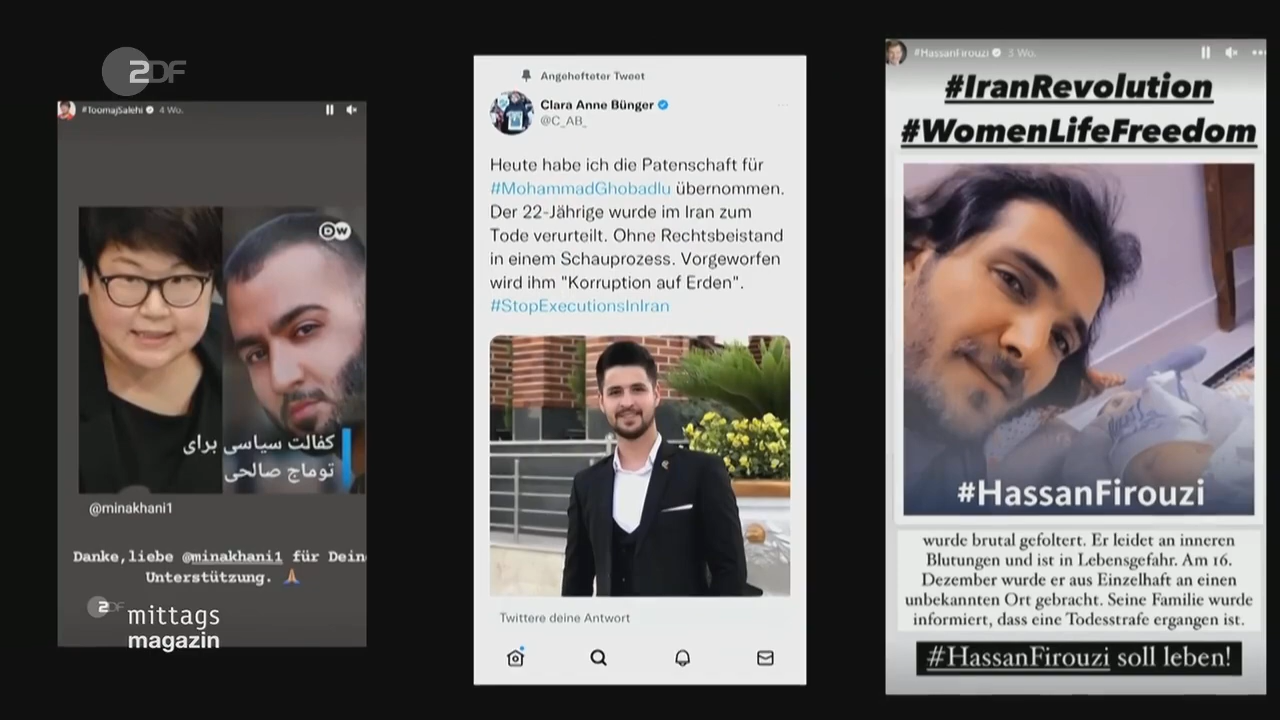 ZDF
#ToomajSalehi 4 Wo.
DW
کفالت سیاسی برای
توماج صالحی
@minakhani1
Danke,liebe @minakhani1 für Dein
Unterstützung. 🙏
ZDF
mittags
magazin
Angehefteter Tweet
Clara Anne Bünger
@C_AB_
Heute habe ich die Patenschaft für
#MohammadGhobadlu übernommen.
Der 22-Jährige wurde im Iran zum
Tode verurteilt. Ohne Rechtsbeistand
in einem Schauprozess. Vorgeworfen
wird ihm "Korruption auf Erden".
#StopExecutionsInIran
Twittere deine Antwort
#HassanFirouzi 3 Wo.
#IranRevolution
#WomenLifeFreedom
#HassanFirouzi
wurde brutal gefoltert. Er leidet an inneren
Blutungen und ist in Lebensgefahr. Am 16.
Dezember wurde er aus Einzelhaft an einen
unbekannten Ort gebracht. Seine Familie wurde
informiert, dass eine Todesstrafe ergangen ist.
#HassanFirouzi soll leben!